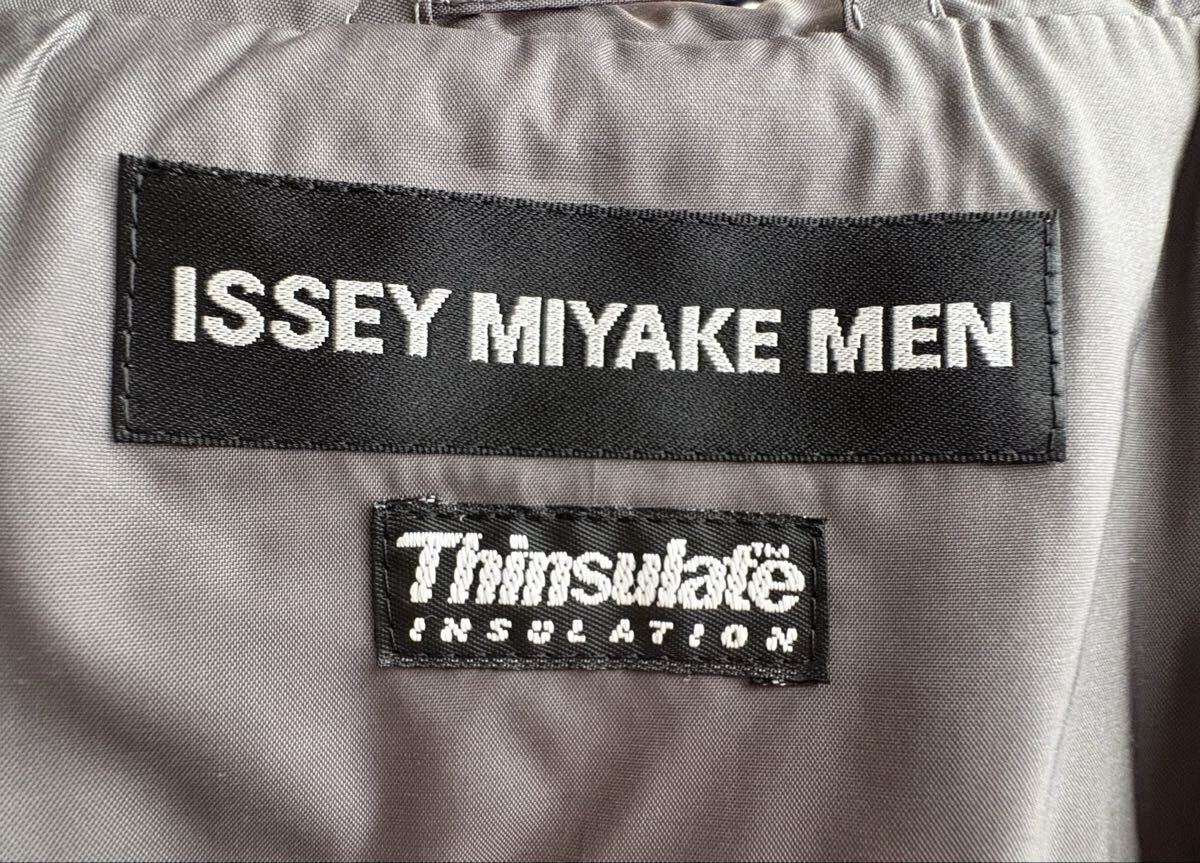 ISSEY MIYAKE MEN
Thinsulate™
INSULATION